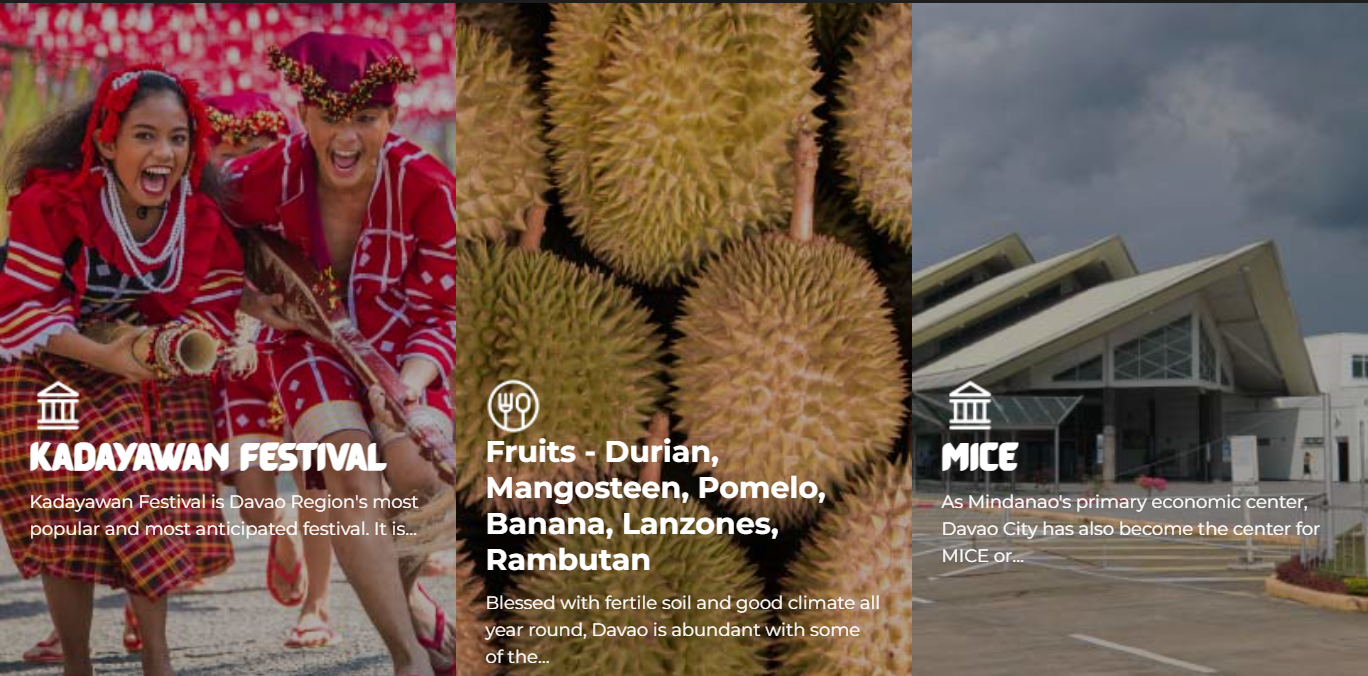 KADAYAWAN FESTIVAL
Kadayawan Festival is Davao Region's most
popular and most anticipated festival. It is...
Fruits - Durian,
Mangosteen, Pomelo,
Banana, Lanzones,
Rambutan
Blessed with fertile soil and good climate all
year round, Davao is abundant with some
of the...
MICE
As Mindanao's primary economic center,
Davao City has also become the center for
MICE or...